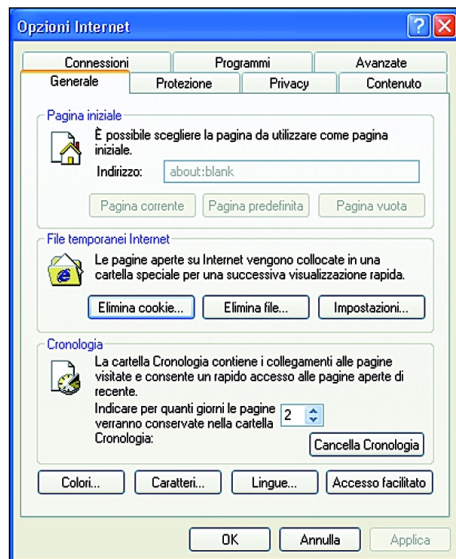 Opzioni Internet
Connessioni Programmi Avanzate
Generale Protezione Privacy Contenuto
Pagina iniziale
È possibile scegliere la pagina da utilizzare come pagina
iniziale.
Indirizzo: about:blank
Pagina corrente Pagina predefinita Pagina vuota
File temporanei Internet
Le pagine aperte su Internet vengono collocate in una
cartella speciale per una successiva visualizzazione rapida.
Elimina cookie... Elimina file... Impostazioni...
Cronologia
La cartella Cronologia contiene i collegamenti alle pagine
visitate e consente un rapido accesso alle pagine aperte di
recente.
Indicare per quanti giorni le pagine
verranno conservate nella cartella
Cronologia: 2
Cancella Cronologia
Colori... Caratteri... Lingue... Accesso facilitato
OK Annulla Applica